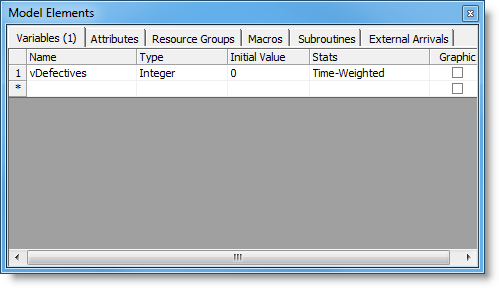 Model Elements
Variables (1) Attributes Resource Groups Macros Subroutines External Arrivals
Name Type Initial Value Stats Graphic
1 vDefectives Integer 0 Time-Weighted
*